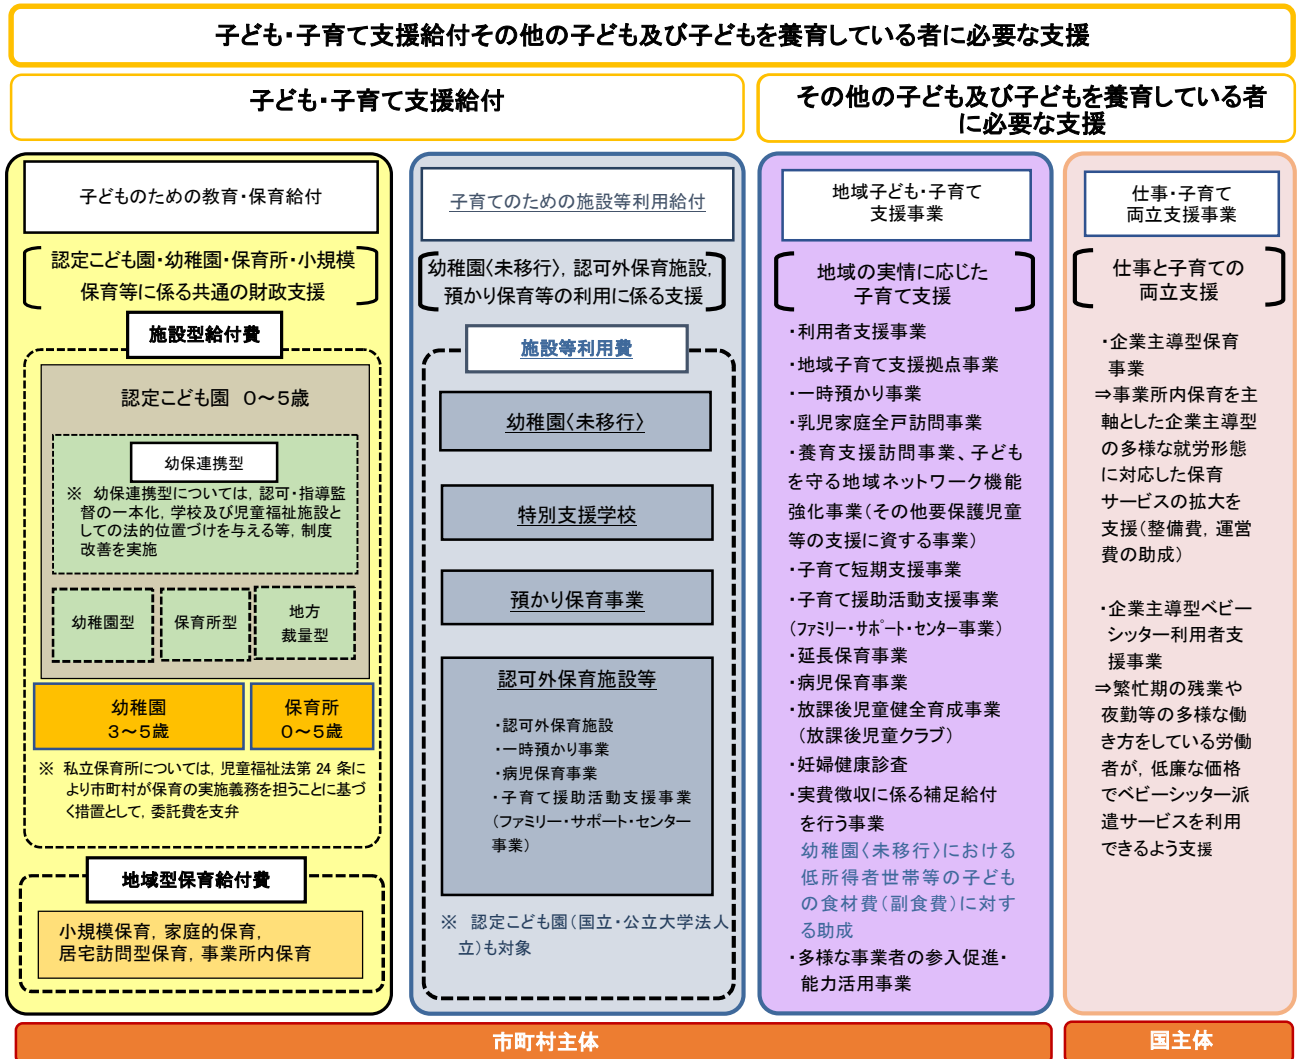 子ども・子育て支援給付その他の子ども及び子どもを養育している者に必要な支援
子ども・子育て支援給付
その他の子ども及び子どもを養育している者
に必要な支援
子どものための教育・保育給付
認定こども園・幼稚園・保育所・小規模
保育等に係る共通の財政支援
施設型給付費
認定こども園 0～5歳
幼保連携型
※ 幼保連携型については，認可・指導監
督の一本化，学校及び児童福祉施設と
しての法的位置づけを与える等，制度
改善を実施
幼稚園型
保育所型
地方
裁量型
幼稚園
3～5歳
保育所
0～5歳
※ 私立保育所については，児童福祉法第 24 条に
より市町村が保育の実施義務を担うことに基づ
く措置として，委託費を支弁
地域型保育給付費
小規模保育，家庭的保育，
居宅訪問型保育，事業所内保育
子育てのための施設等利用給付
幼稚園〈未移行〉，認可外保育施設，
預かり保育等の利用に係る支援
施設等利用費
幼稚園〈未移行〉
特別支援学校
預かり保育事業
認可外保育施設等
・認可外保育施設
・一時預かり事業
・病児保育事業
・子育て援助活動支援事業
(ファミリー・サポート・センター
事業)
※ 認定こども園(国立・公立大学法人
立)も対象
地域子ども・子育て
支援事業
地域の実情に応じた
子育て支援
・利用者支援事業
・地域子育て支援拠点事業
・一時預かり事業
・乳児家庭全戸訪問事業
・養育支援訪問事業、子ども
を守る地域ネットワーク機能
強化事業(その他要保護児童
等の支援に資する事業)
・子育て短期支援事業
・子育て援助活動支援事業
(ﾌｧﾐﾘｰ・ｻﾎﾟｰﾄ・ｾﾝﾀｰ事業)
・延長保育事業
・病児保育事業
・放課後児童健全育成事業
(放課後児童クラブ)
・妊婦健康診査
・実費徴収に係る補足給付
を行う事業
幼稚園〈未移行〉における
低所得者世帯等の子ども
の食材費(副食費)に対す
る助成
・多様な事業者の参入促進・
能力活用事業
仕事・子育て
両立支援事業
仕事と子育ての
両立支援
・企業主導型保育
事業
⇒事業所内保育を主
軸とした企業主導型
の多様な就労形態
に対応した保育
サービスの拡大を
支援(整備費，運営
費の助成)
・企業主導型ベビー
シッター利用者支
援事業
⇒繁忙期の残業や
夜勤等の多様な働
き方をしている労働
者が，低廉な価格
でベビーシッター派
遣サービスを利用
できるよう支援
市町村主体
国主体